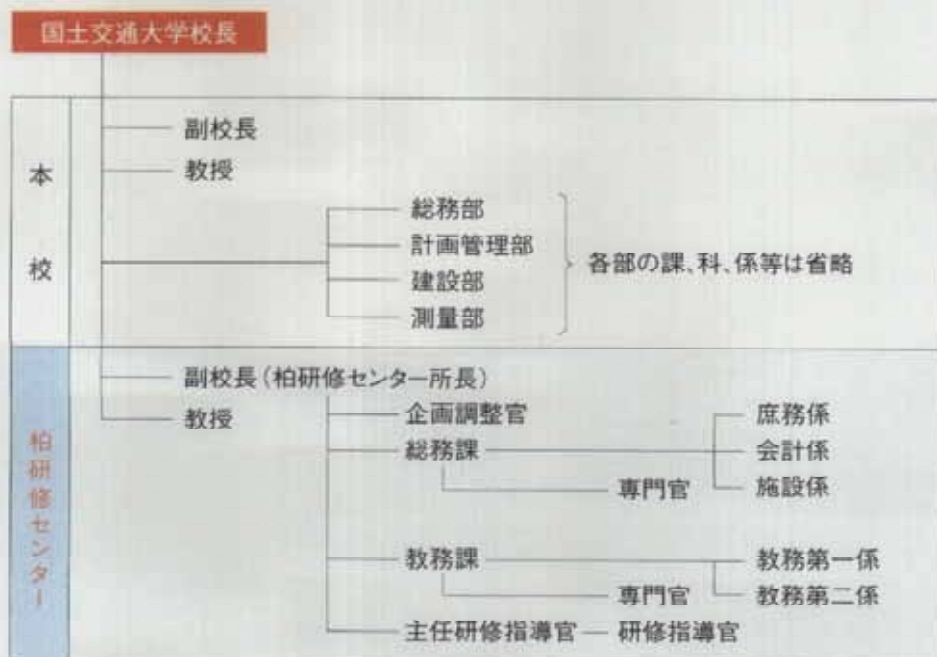 国土交通大学校長
本校
副校長
教授
総務部
計画管理部
建設部
測量部
各部の課、科、係等は省略
柏研修センター
副校長（柏研修センター所長）
教授
企画調整官
総務課
専門官
庶務係
会計係
施設係
教務課
専門官
教務第一係
教務第二係
主任研修指導官
研修指導官